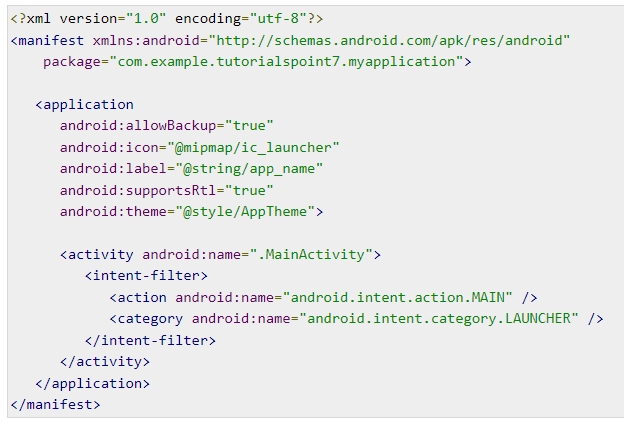 <?xml version="1.0" encoding="utf-8"?>
<manifest xmlns:android="http://schemas.android.com/apk/res/android"
    package="com.example.tutorialspoint7.myapplication">

   <application
      android:allowBackup="true"
      android:icon="@mipmap/ic_launcher"
      android:label="@string/app_name"
      android:supportsRtl="true"
      android:theme="@style/AppTheme">

      <activity android:name=".MainActivity">
         <intent-filter>
            <action android:name="android.intent.action.MAIN" />
            <category android:name="android.intent.category.LAUNCHER" />
         </intent-filter>
      </activity>
   </application>
</manifest>